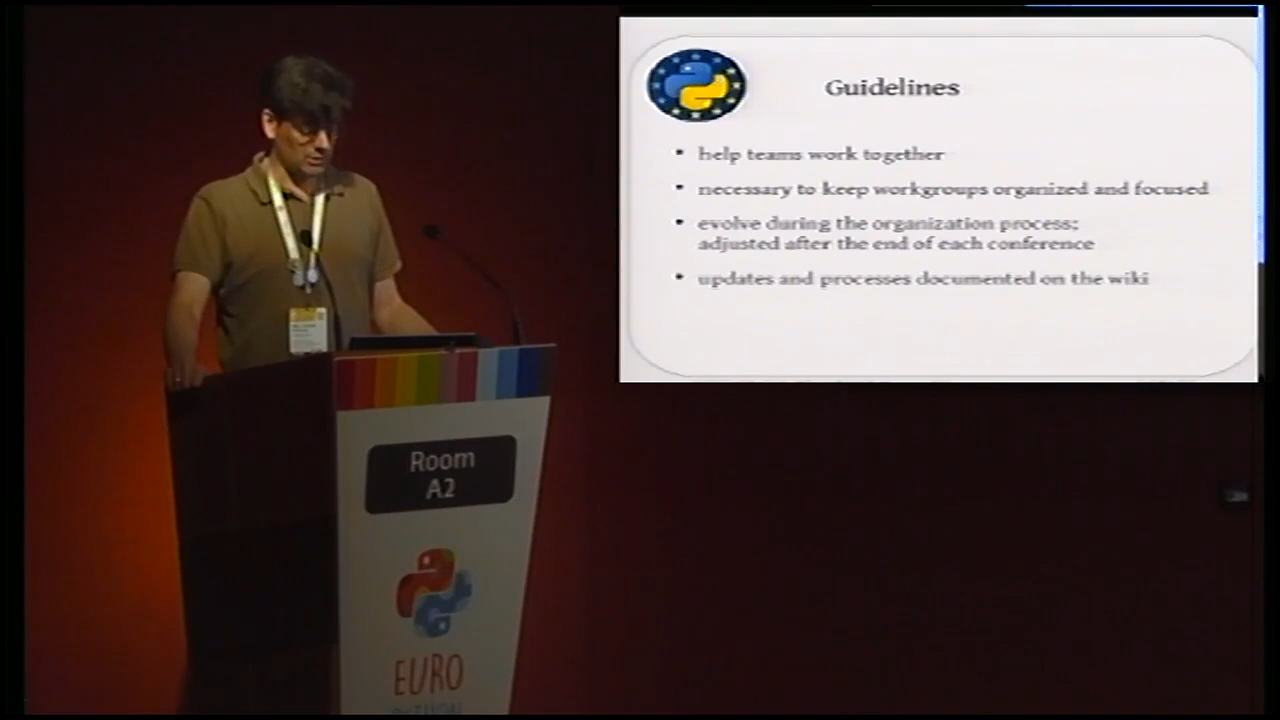 Guidelines
• help teams work together
• necessary to keep workgroups organized and focused
• evolve during the organization process;
adjusted after the end of each conference
• updates and processes documented on the wiki
Room
A2
EURO
PYTHON